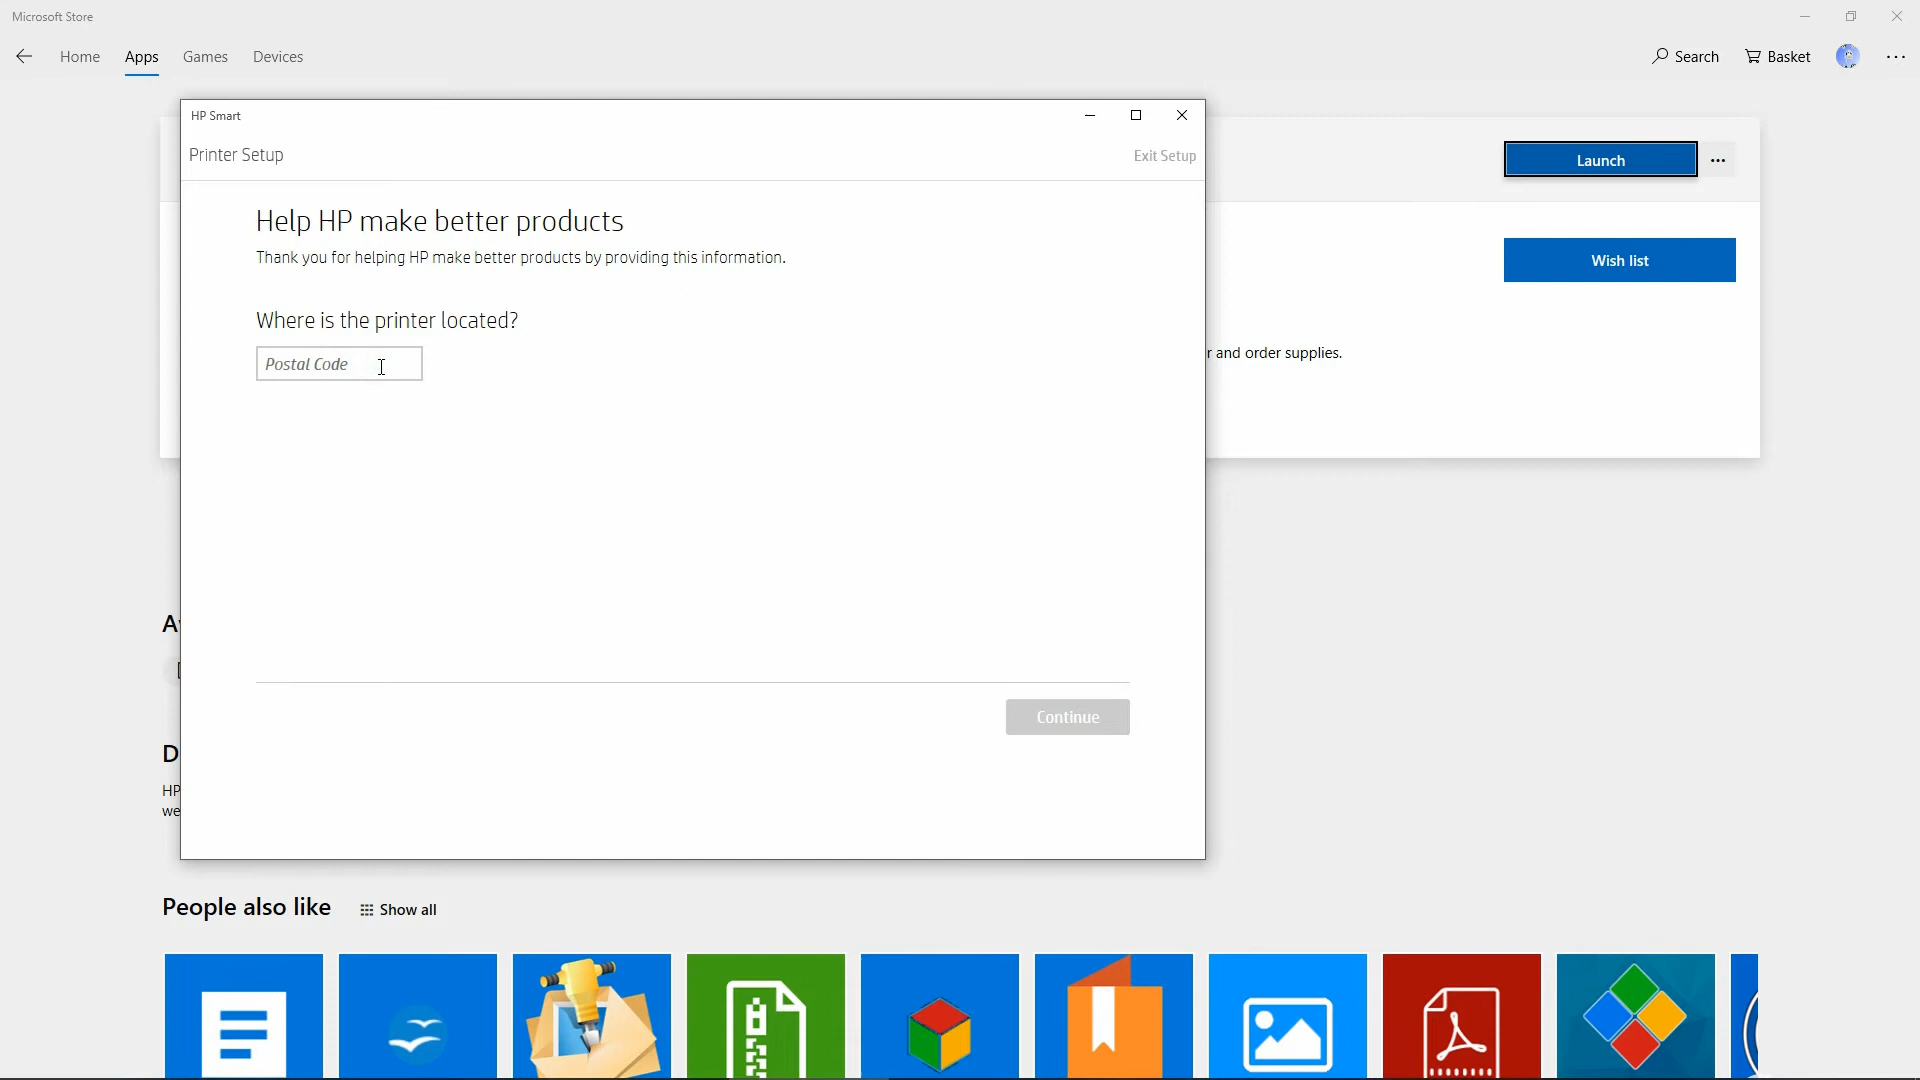 Microsoft Store
Home Apps Games Devices
Search Basket
HP Smart
Printer Setup
Exit Setup
Launch
Help HP make better products
Thank you for helping HP make better products by providing this information.
Wish list
Where is the printer located?
r and order supplies.
Postal Code
A
Continue
D
HP
we
People also like Show all